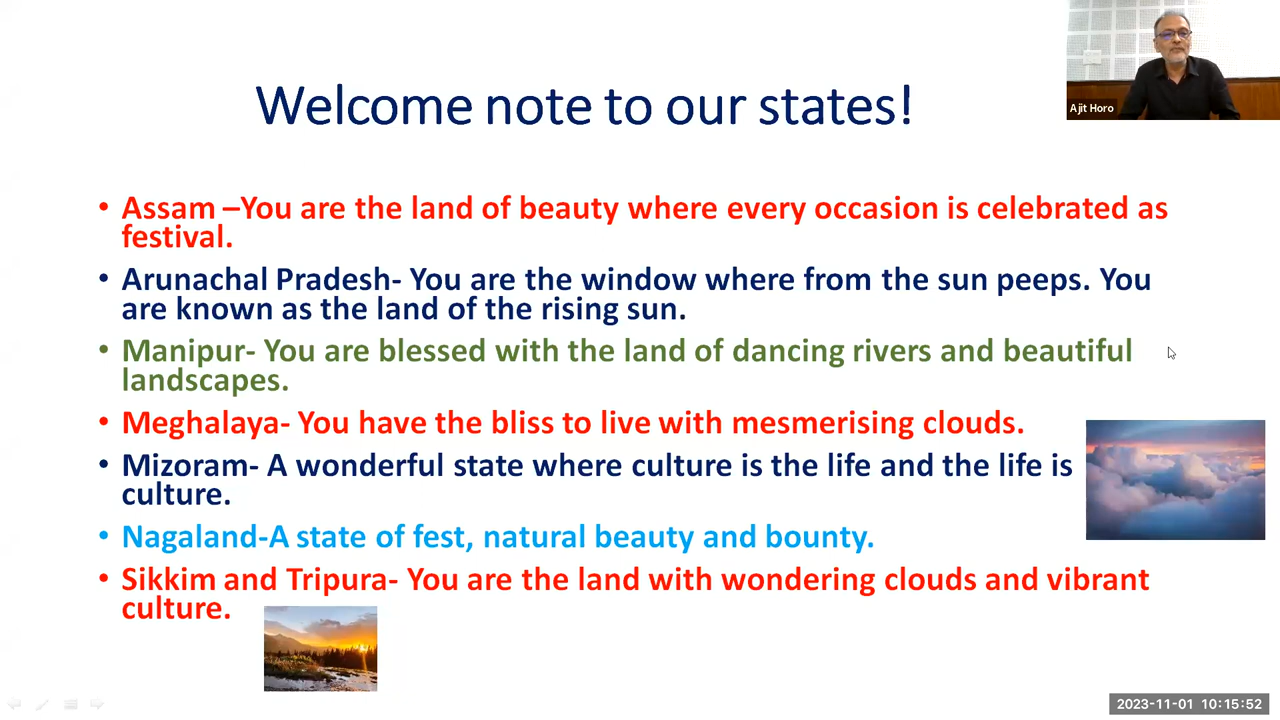 Welcome note to our states!
Ajit Horo
• Assam –You are the land of beauty where every occasion is celebrated as
festival.
• Arunachal Pradesh- You are the window where from the sun peeps. You
are known as the land of the rising sun.
• Manipur- You are blessed with the land of dancing rivers and beautiful
landscapes.
• Meghalaya- You have the bliss to live with mesmerising clouds.
• Mizoram- A wonderful state where culture is the life and the life is
culture.
• Nagaland-A state of fest, natural beauty and bounty.
• Sikkim and Tripura- You are the land with wondering clouds and vibrant
culture.
2023-11-01 10:15:52